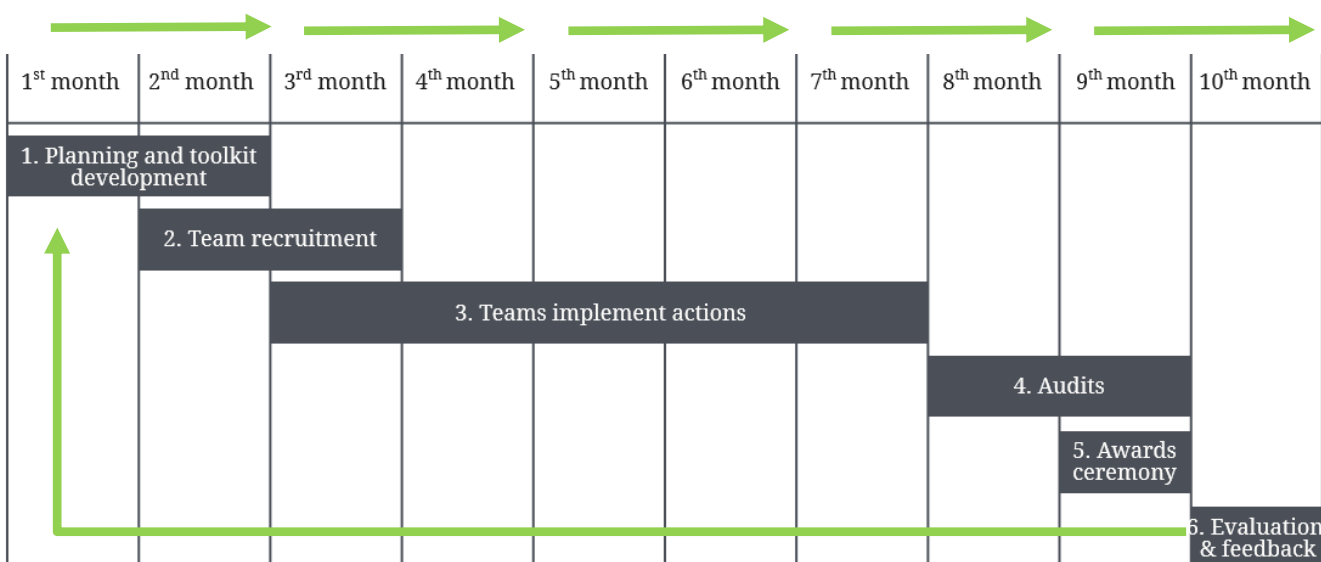 1st month 2nd month 3rd month 4th month 5th month 6th month 7th month 8th month 9th month 10th month
1. Planning and toolkit
development
2. Team recruitment
3. Teams implement actions
4. Audits
5. Awards
ceremony
6. Evaluation
& feedback